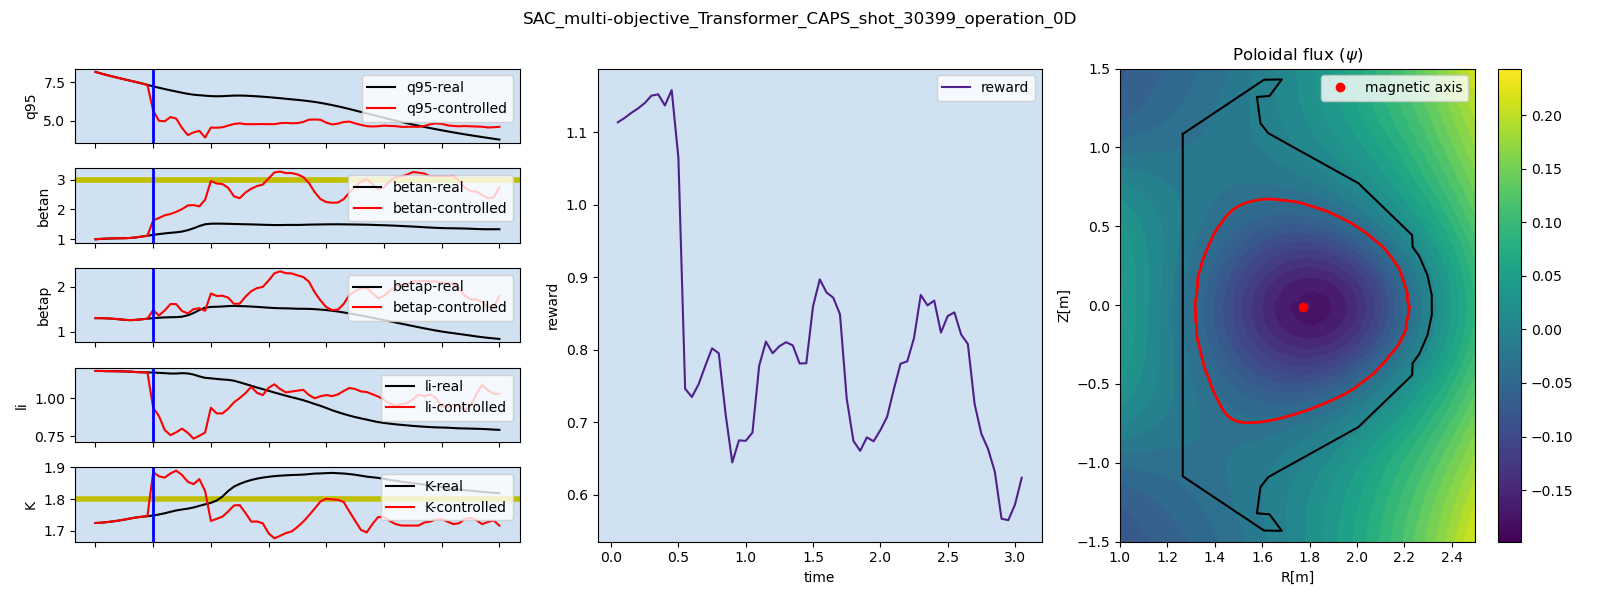 SAC_multi-objective_Transformer_CAPS_shot_30399_operation_0D
7.5
5.0
q95
q95-real
q95-controlled
3
2
1
betan
betan-real
betan-controlled
2
1
betap
betap-real
betap-controlled
1.00
0.75
li
li-real
li-controlled
1.9
1.8
1.7
K
K-real
K-controlled
reward
1.1
1.0
0.9
0.8
0.7
0.6
reward
0.0 0.5 1.0 1.5 2.0 2.5 3.0
time
Poloidal flux (ψ)
magnetic axis
1.5
1.0
0.5
0.0
−0.5
−1.0
−1.5
Z[m]
1.0 1.2 1.4 1.6 1.8 2.0 2.2 2.4
R[m]
0.20
0.15
0.10
0.05
0.00
−0.05
−0.10
−0.15